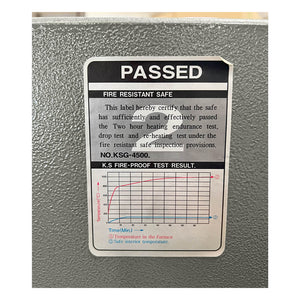 PASSED
FIRE RESISTANT SAFE
This label hereby certify that the safe
has sufficiently and effectively passed
the Two hour heating endurance test,
drop test and re-heating test under the
fire resistant safe inspection provisions.
NO.KSG-4500.
K.S FIRE-PROOF TEST RESULT.
Time(Min.)
① Temperature in the Furnace
② Safe interior temperature.